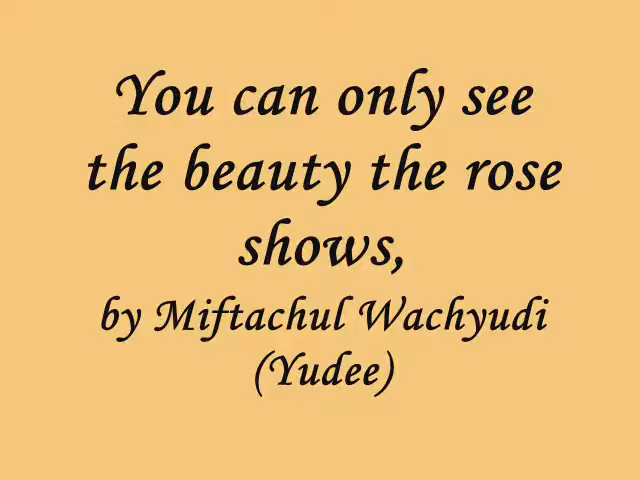 You can only see
the beauty the rose
shows,
by Miftachul Wachyudi
(Yudee)